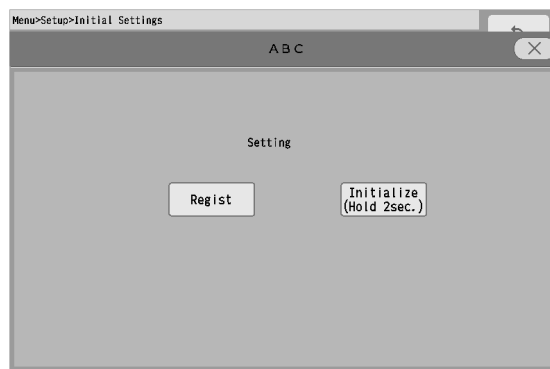 Menu>Setup>Initial Settings
ABC
Setting
Regist
Initialize
(Hold 2sec.)